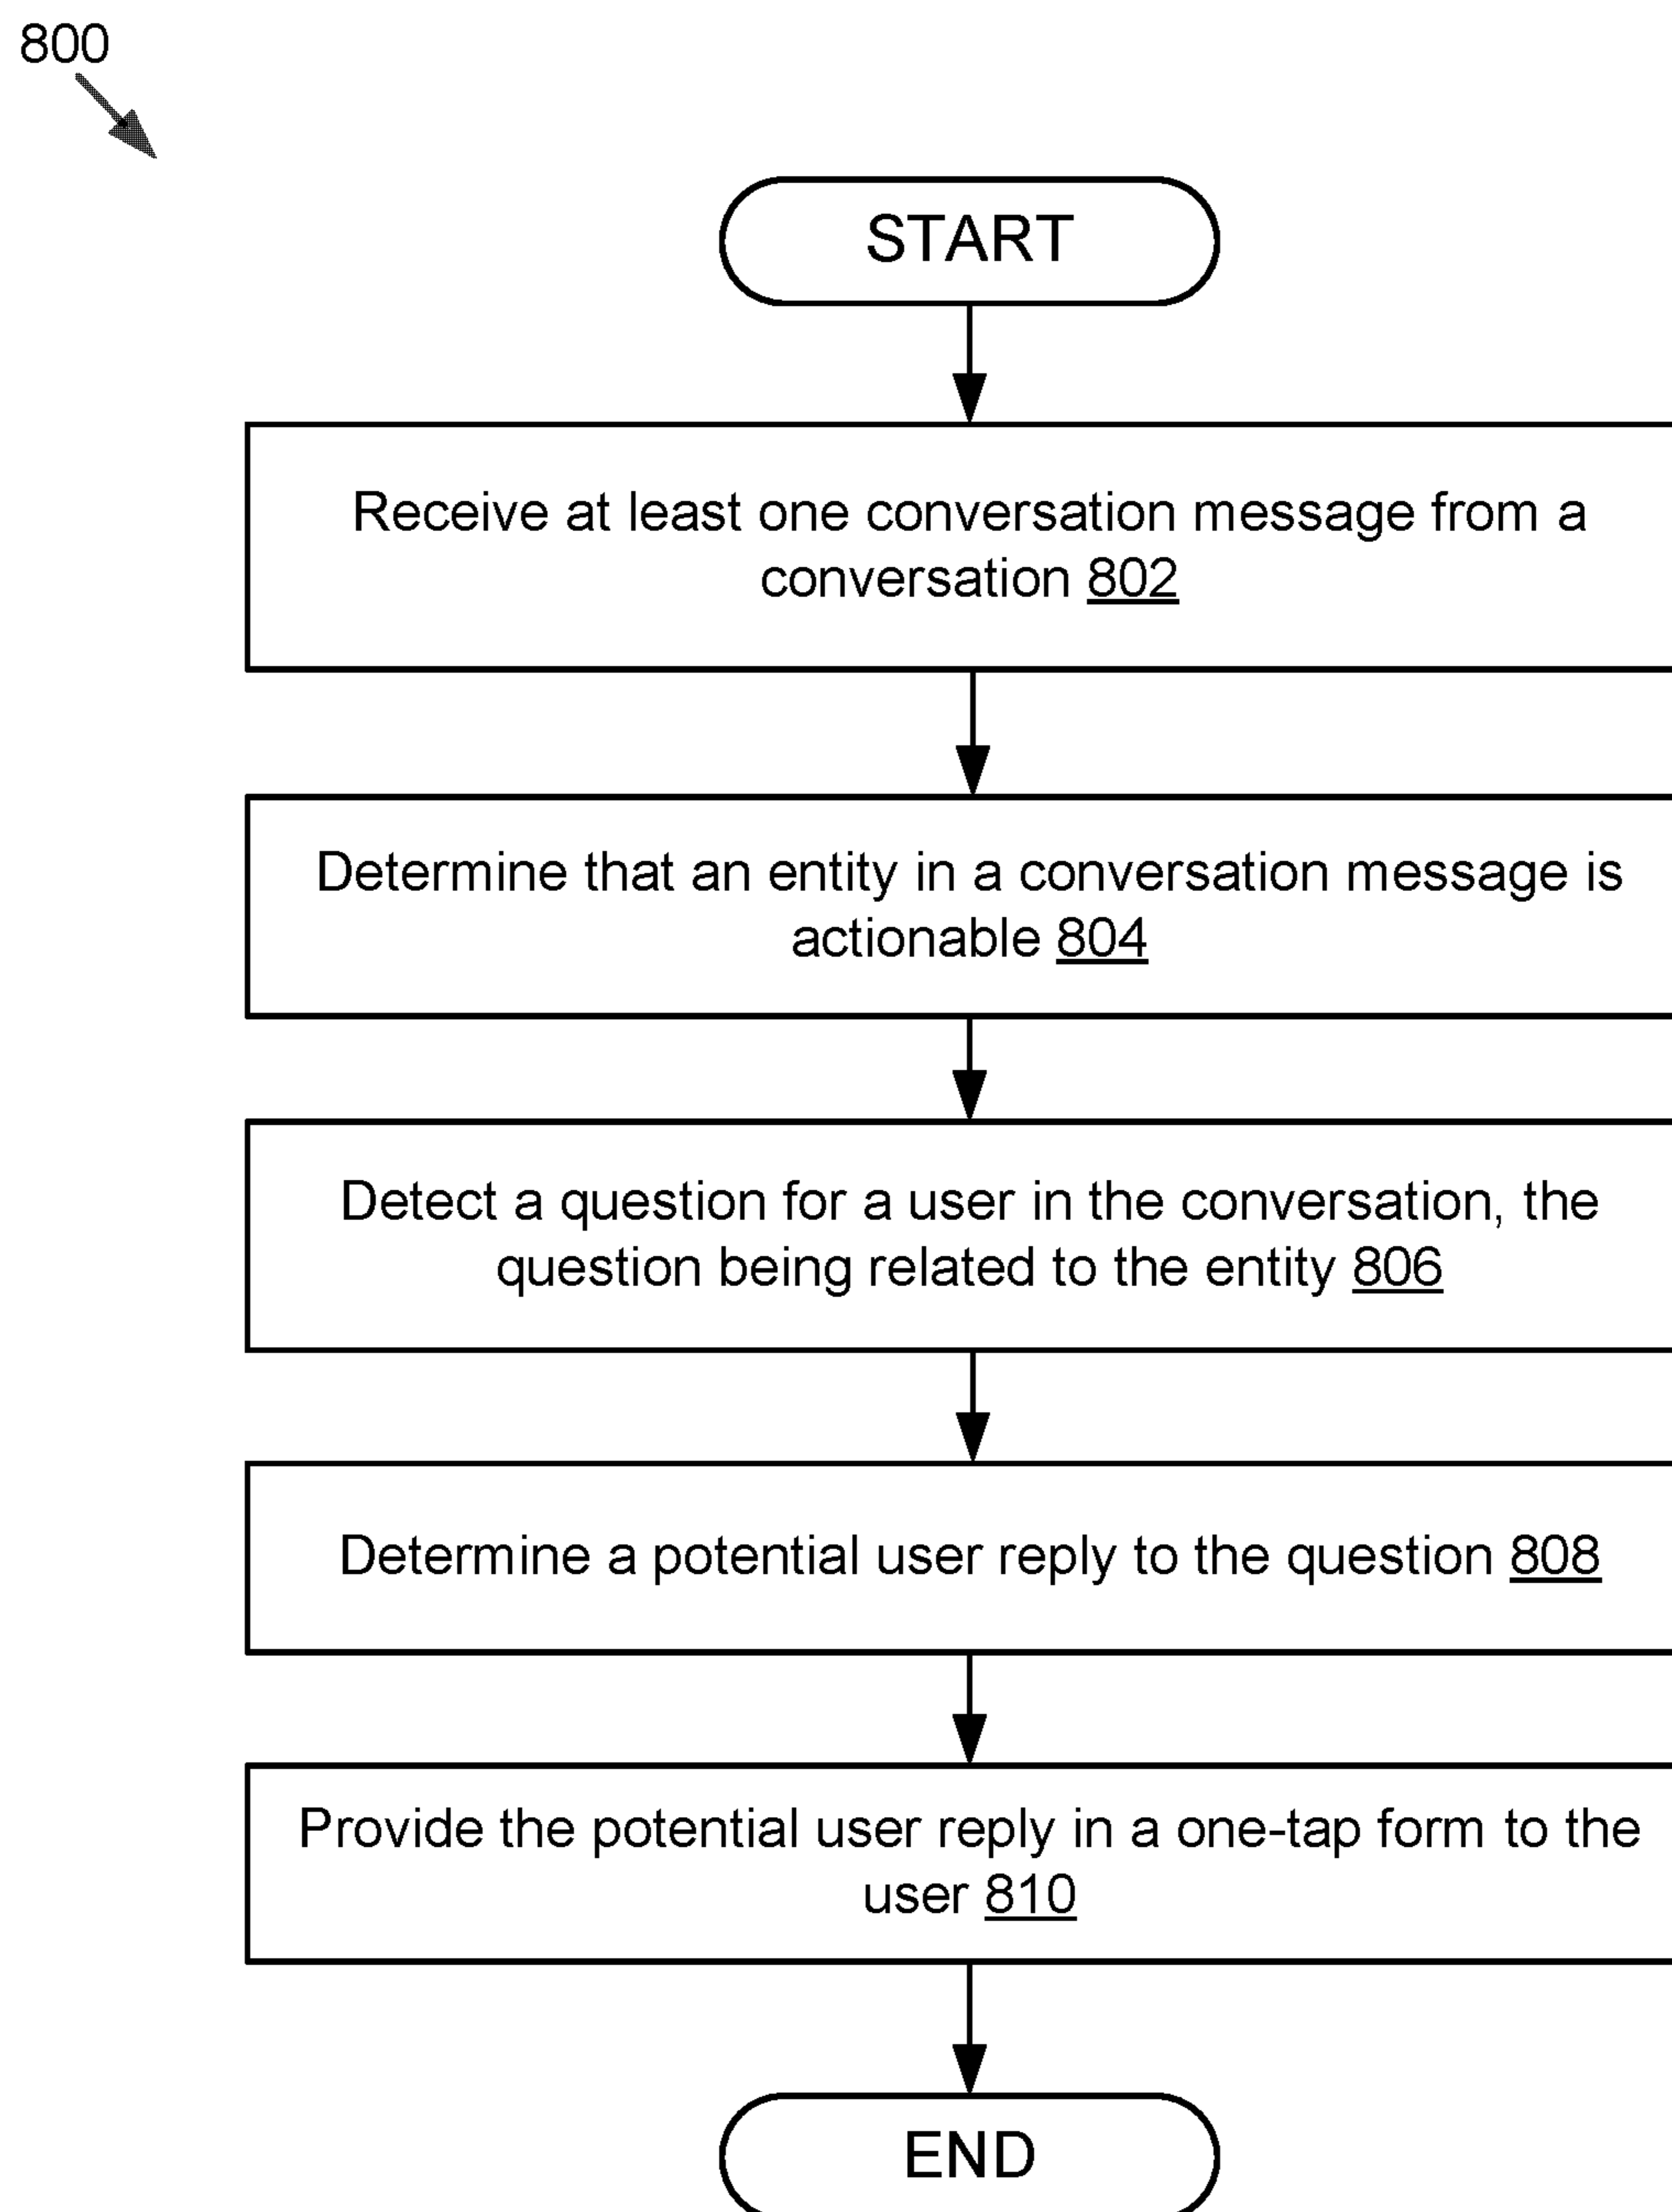 800
START
Receive at least one conversation message from a
conversation 802
Determine that an entity in a conversation message is
actionable 804
Detect a question for a user in the conversation, the
question being related to the entity 806
Determine a potential user reply to the question 808
Provide the potential user reply in a one-tap form to the
user 810
END